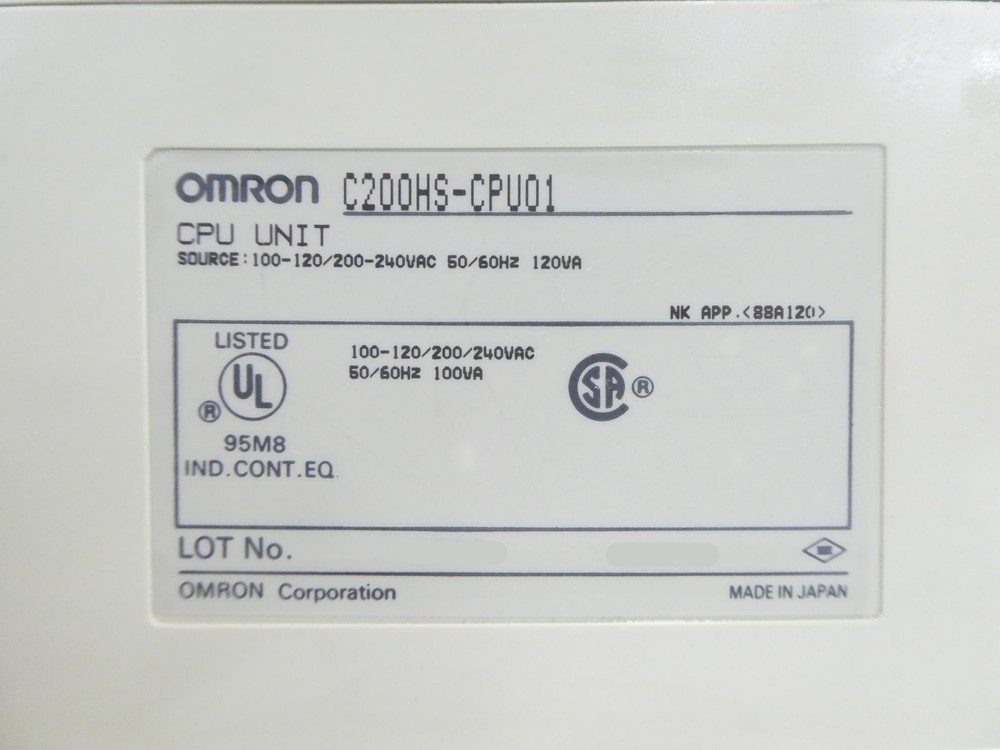 OMRON C200HS-CPU01
CPU UNIT
SOURCE:100-120/200-240VAC 50/60Hz 120VA
NK APP.<88A120>
LISTED
UL
®
95M8
IND.CONT.EQ.
100-120/200/240VAC
50/60Hz 100VA
SA ®
LOT No.
OMRON Corporation
MADE IN JAPAN